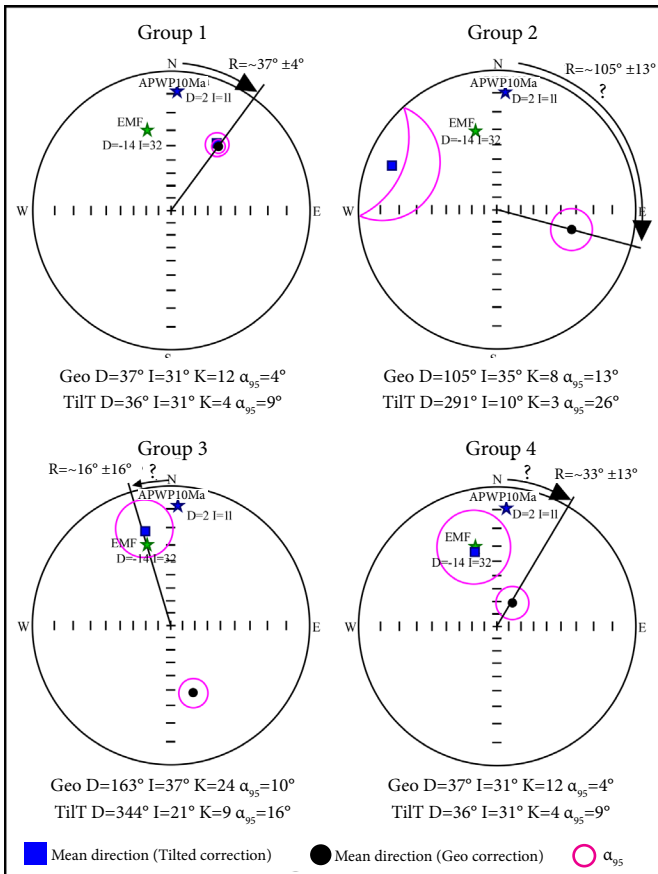 Group 1
N
R=~37° ±4°
APWP10Ma
D=2 I=11
EMF
D=-14 I=32
W
E
Geo D=37° I=31° K=12 α95=4°
TilT D=36° I=31° K=4 α95=9°
Group 2
N
R=~105° ±13°
?
APWP10Ma
D=2 I=11
EMF
D=-14 I=32
W
E
Geo D=105° I=35° K=8 α95=13°
TilT D=291° I=10° K=3 α95=26°
Group 3
R=~16° ±16°
?
N
APWP10Ma
D=2 I=11
EMF
D=-14 I=32
W
E
Geo D=163° I=37° K=24 α95=10°
TilT D=344° I=21° K=9 α95=16°
Group 4
?
N
R=~33° ±13°
APWP10Ma
D=2 I=11
EMF
D=-14 I=32
W
E
Geo D=37° I=31° K=12 α95=4°
TilT D=36° I=31° K=4 α95=9°
Mean direction (Tilted correction)
Mean direction (Geo correction)
α95